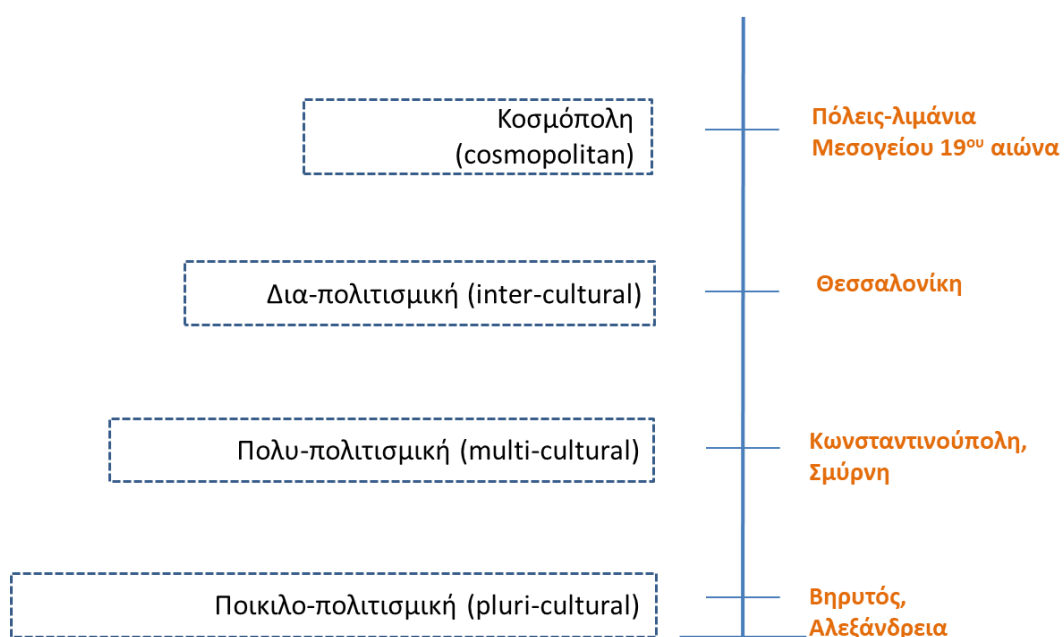 Κοσμόπολη
(cosmopolitan)
Πόλεις-λιμάνια
Μεσογείου 19ου αιώνα
Δια-πολιτισμική (inter-cultural)
Θεσσαλονίκη
Πολυ-πολιτισμική (multi-cultural)
Κωνσταντινούπολη,
Σμύρνη
Ποικιλο-πολιτισμική (pluri-cultural)
Βηρυτός,
Αλεξάνδρεια